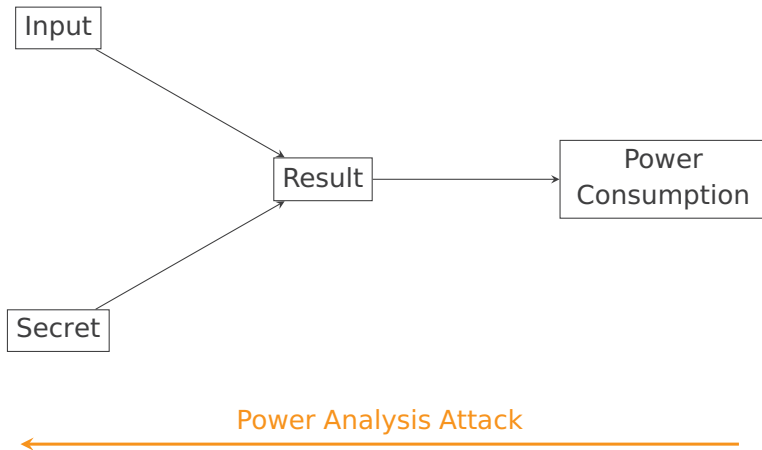 Input
Result
Power
Consumption
Secret
Power Analysis Attack